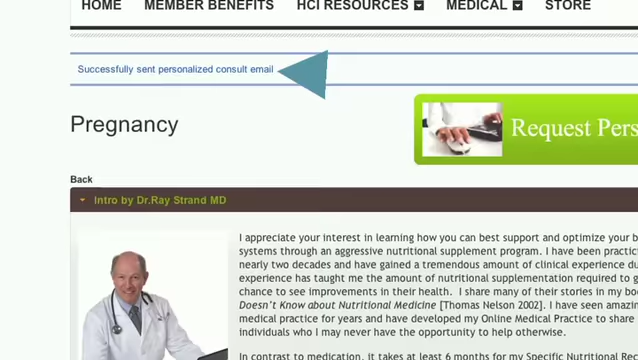 HOME MEMBER BENEFITS HCI RESOURCES MEDICAL STORE
Successfully sent personalized consult email
Pregnancy
Request Pers
Back
Intro by Dr.Ray Strand MD
I appreciate your interest in learning how you can best support and optimize your b
systems through an aggressive nutritional supplement program. I have been practic
nearly two decades and have gained a tremendous amount of clinical experience du
experience has taught me the amount of nutritional supplementation required to g
chance to see improvements in their health. I share many of their stories in my bo
Doesn't Know about Nutritional Medicine [Thomas Nelson 2002]. I have seen amazin
medical practice for years and have developed my Online Medical Practice to share
individuals who I may never have the opportunity to help otherwise.
In contrast to medication, it takes at least 6 months for my Specific Nutritional Rec